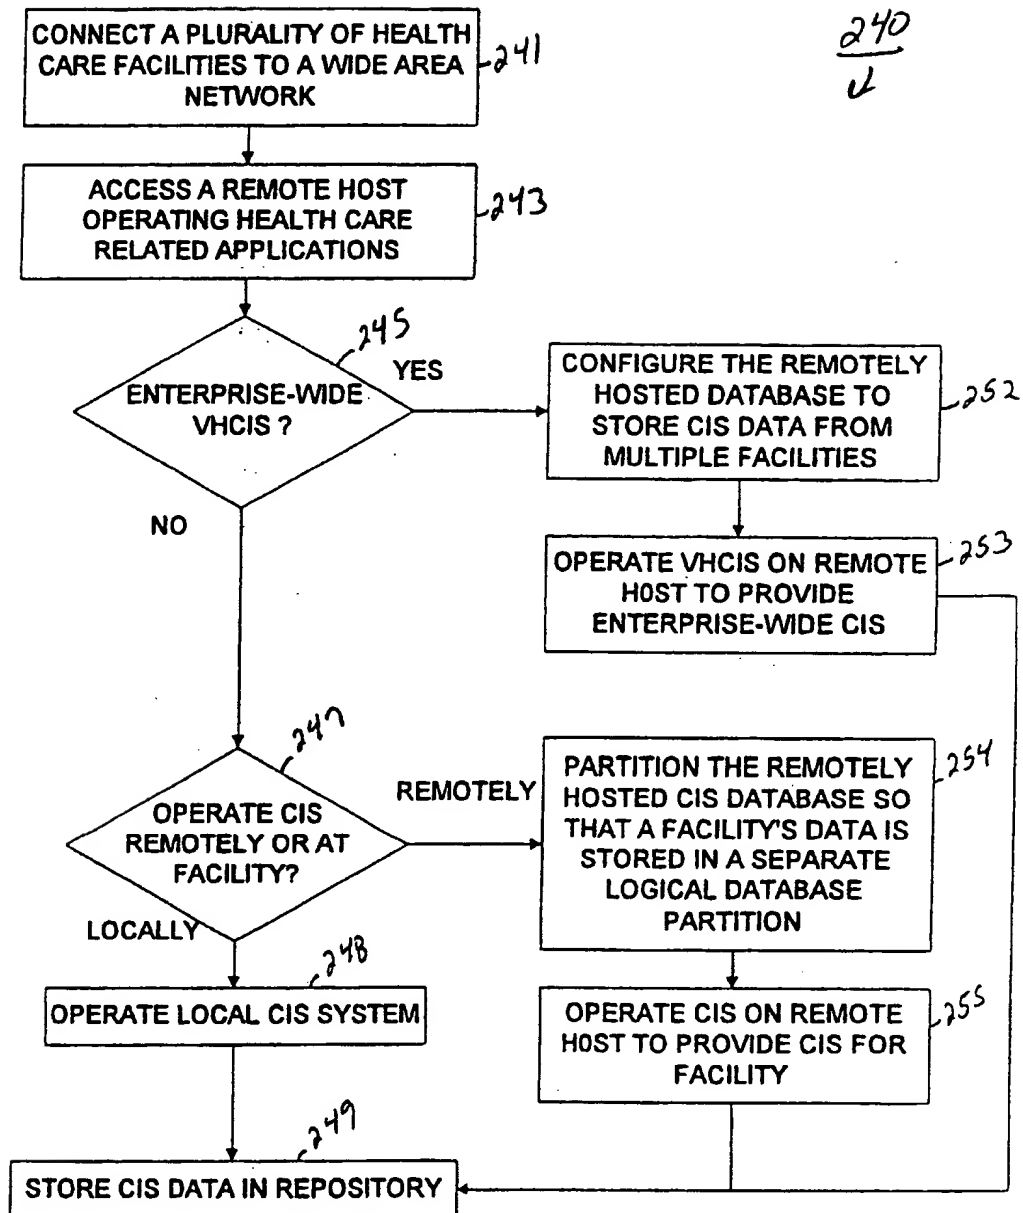 240
CONNECT A PLURALITY OF HEALTH
CARE FACILITIES TO A WIDE AREA
NETWORK
241
ACCESS A REMOTE HOST
OPERATING HEALTH CARE
RELATED APPLICATIONS
243
245
ENTERPRISE-WIDE
VHCIS ?
YES
NO
CONFIGURE THE REMOTELY
HOSTED DATABASE TO
STORE CIS DATA FROM
MULTIPLE FACILITIES
252
OPERATE VHCIS ON REMOTE
HOST TO PROVIDE
ENTERPRISE-WIDE CIS
253
247
OPERATE CIS
REMOTELY OR AT
FACILITY?
REMOTELY
LOCALLY
PARTITION THE REMOTELY
HOSTED CIS DATABASE SO
THAT A FACILITY'S DATA IS
STORED IN A SEPARATE
LOGICAL DATABASE
PARTITION
254
248
OPERATE LOCAL CIS SYSTEM
OPERATE CIS ON REMOTE
HOST TO PROVIDE CIS FOR
FACILITY
255
249
STORE CIS DATA IN REPOSITORY